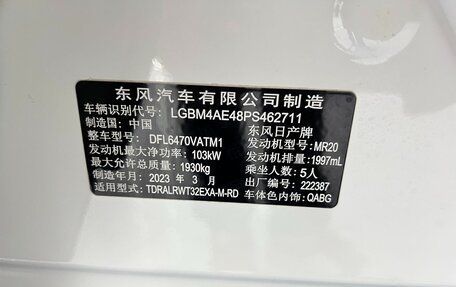 东风汽车有限公司制造
车辆识别代号: LGBM4AE48PS462711
制造国: 中国 东风日产牌
整车型号: DFL6470VATM1 发动机型号: MR20
发动机最大净功率: 103kW 发动机排量: 1997mL
最大允许总质量: 1930kg 乘坐人数: 5人
制造年月: 2023 年 3 月 出厂编号: 222387
适用型式: TDRALRWT32EXA-M-RD 车体色内饰: QABG